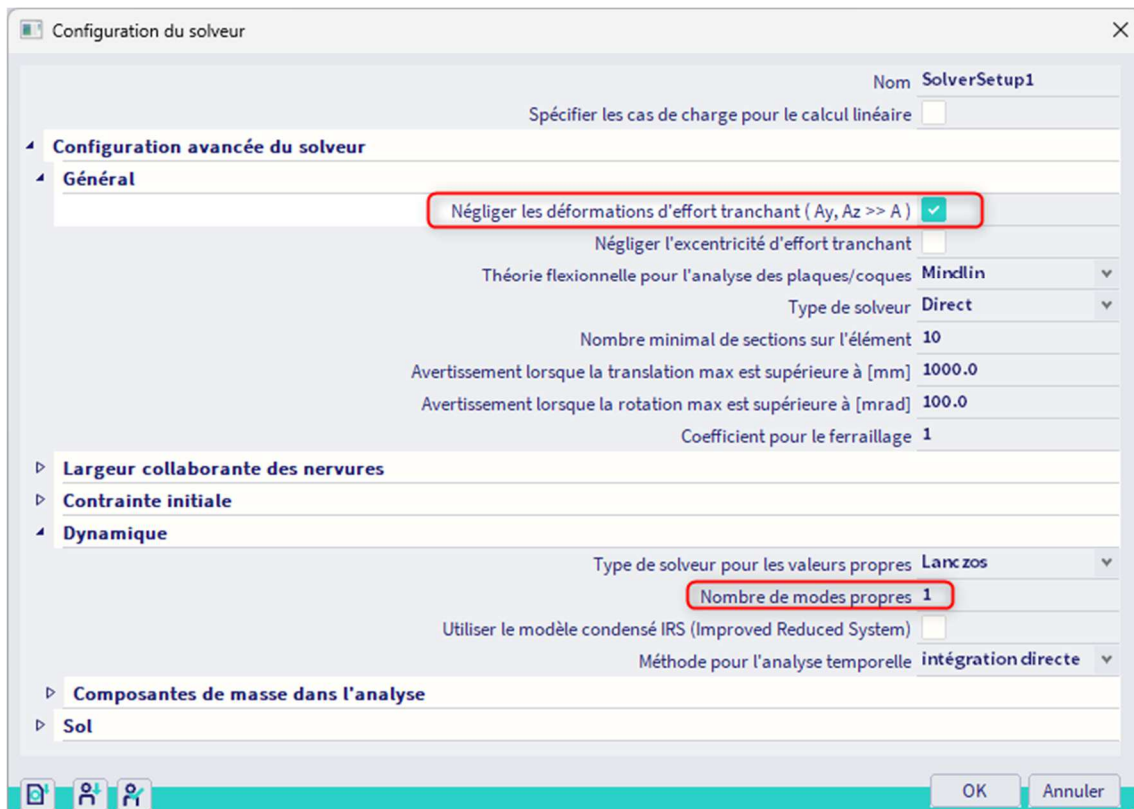 Configuration du solveur
Nom SolverSetup1
Spécifier les cas de charge pour le calcul linéaire
Configuration avancée du solveur
Général
Négliger les déformations d'effort tranchant ( Ay, Az >> A )
Négliger l'excentricité d'effort tranchant
Théorie flexionnelle pour l'analyse des plaques/coques Mindlin
Type de solveur Direct
Nombre minimal de sections sur l'élément 10
Avertissement lorsque la translation max est supérieure à [mm] 1000.0
Avertissement lorsque la rotation max est supérieure à [mrad] 100.0
Coefficient pour le ferraillage 1
Largeur collaborante des nervures
Contrainte initiale
Dynamique
Type de solveur pour les valeurs propres Lanczos
Nombre de modes propres 1
Utiliser le modèle condensé IRS (Improved Reduced System)
Méthode pour l'analyse temporelle intégration directe
Composantes de masse dans l'analyse
Sol
OK Annuler